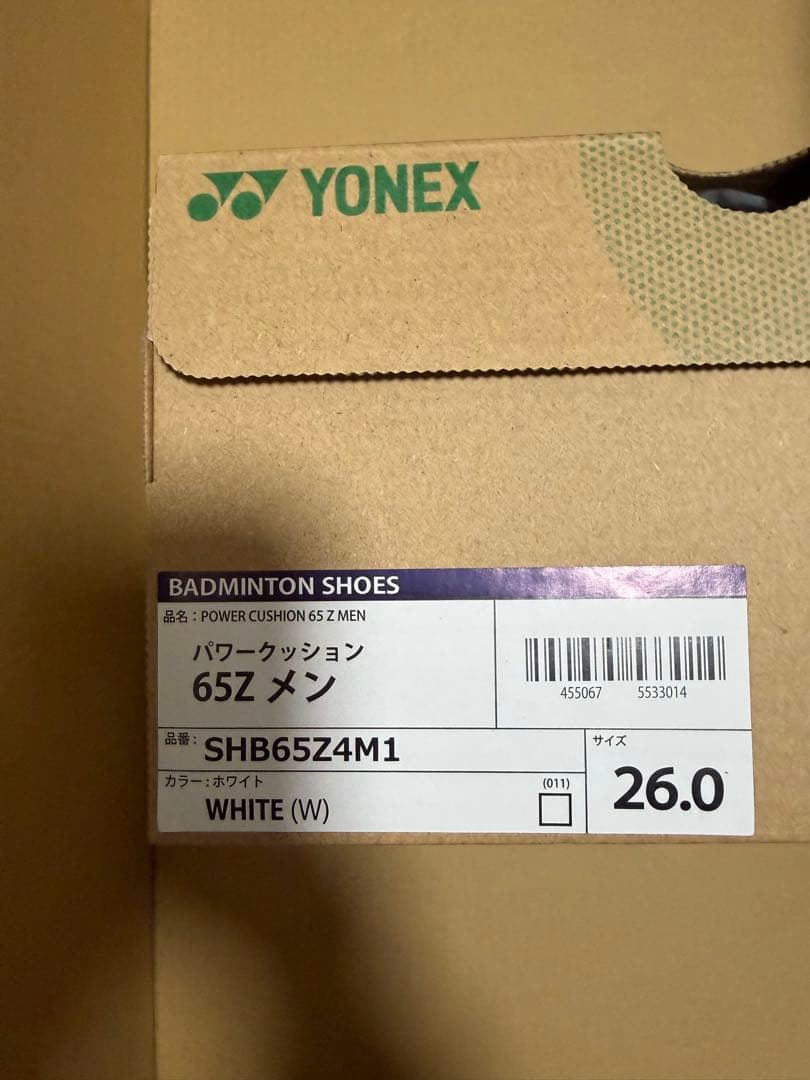 YONEX
BADMINTON SHOES
品名：POWER CUSHION 65 Z MEN
パワークッション
65Z メン
455067 5533014
品番：SHB65Z4M1
サイズ
26.0
カラー：ホワイト
(011)
WHITE (W)